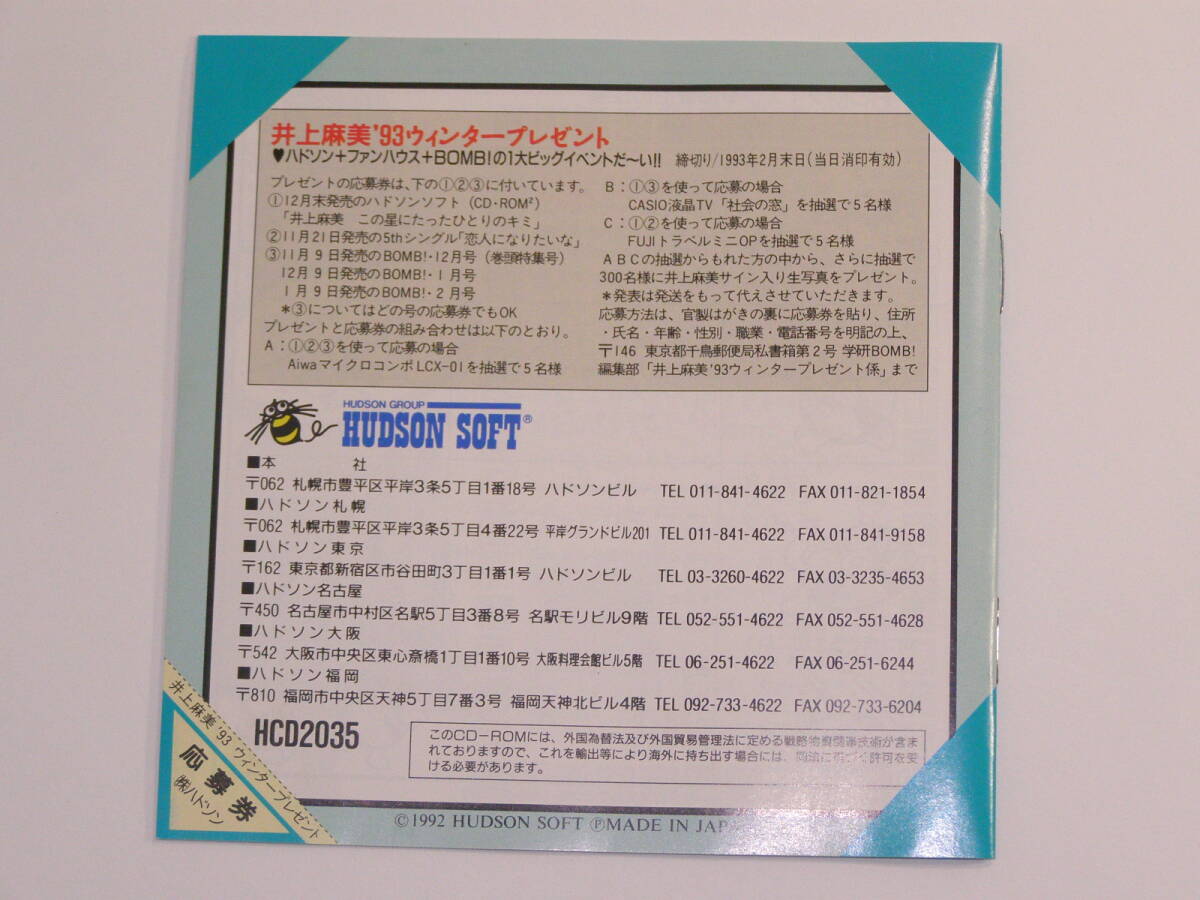 井上麻美'93ウィンタープレゼント
♥ハドソン+ファンハウス+BOMB!の1大ビッグイベントだ〜い!! 締切り/1993年2月末日(当日消印有効)
プレゼントの応募券は、下の①②③に付いています。
①12月末発売のハドソンソフト(CD・ROM²)
「井上麻美 この星にたったひとりのキミ」
②11月21日発売の5thシングル「恋人になりたいな」
③11月9日発売のBOMB!・12月号(巻頭特集号)
12月9日発売のBOMB!・1月号
1月9日発売のBOMB!・2月号
*③についてはどの号の応募券でもOK
プレゼントと応募券の組み合わせは以下のとおり。
A:①②③を使って応募の場合
AiwaマイクロコンポLCX-01を抽選で5名様
B:①③を使って応募の場合
CASIO液晶TV「社会の窓」を抽選で5名様
C:①②を使って応募の場合
FUJIトラベルミニOPを抽選で5名様
ABCの抽選からもれた方の中から、さらに抽選で
300名様に井上麻美サイン入り生写真をプレゼント。
*発表は発送をもって代えさせていただきます。
応募方法は、官製はがきの裏に応募券を貼り、住所
・氏名・年齢・性別・職業・電話番号を明記の上、
〒146 東京都千鳥郵便局私書箱第2号 学研BOMB!
編集部「井上麻美'93ウィンタープレゼント係」まで
HUDSON GROUP
HUDSON SOFT®
■本 社
〒062 札幌市豊平区平岸3条5丁目1番18号 ハドソンビル TEL 011-841-4622 FAX 011-821-1854
■ハドソン札幌
〒062 札幌市豊平区平岸3条5丁目4番22号 平岸グランドビル201 TEL 011-841-4622 FAX 011-841-9158
■ハドソン東京
〒162 東京都新宿区市谷田町3丁目1番1号 ハドソンビル TEL 03-3260-4622 FAX 03-3235-4653
■ハドソン名古屋
〒450 名古屋市中村区名駅5丁目3番8号 名駅モリビル9階 TEL 052-551-4622 FAX 052-551-4628
■ハドソン大阪
〒542 大阪市中央区東心斎橋1丁目1番10号 大阪料理会館ビル5階 TEL 06-251-4622 FAX 06-251-6244
■ハドソン福岡
〒810 福岡市中央区天神5丁目7番3号 福岡天神北ビル4階 TEL 092-733-4622 FAX 092-733-6204
HCD2035
このCD-ROMには、外国為替法及び外国貿易管理法に定める戦略物資関連技術が含ま
れておりますので、これを輸出等により海外に持ち出す場合には、同法に基づく許可を受
ける必要があります。
井上麻美'93ウィンタープレゼント
応募券
㈱ハドソン
©1992 HUDSON SOFT ℗MADE IN JAP